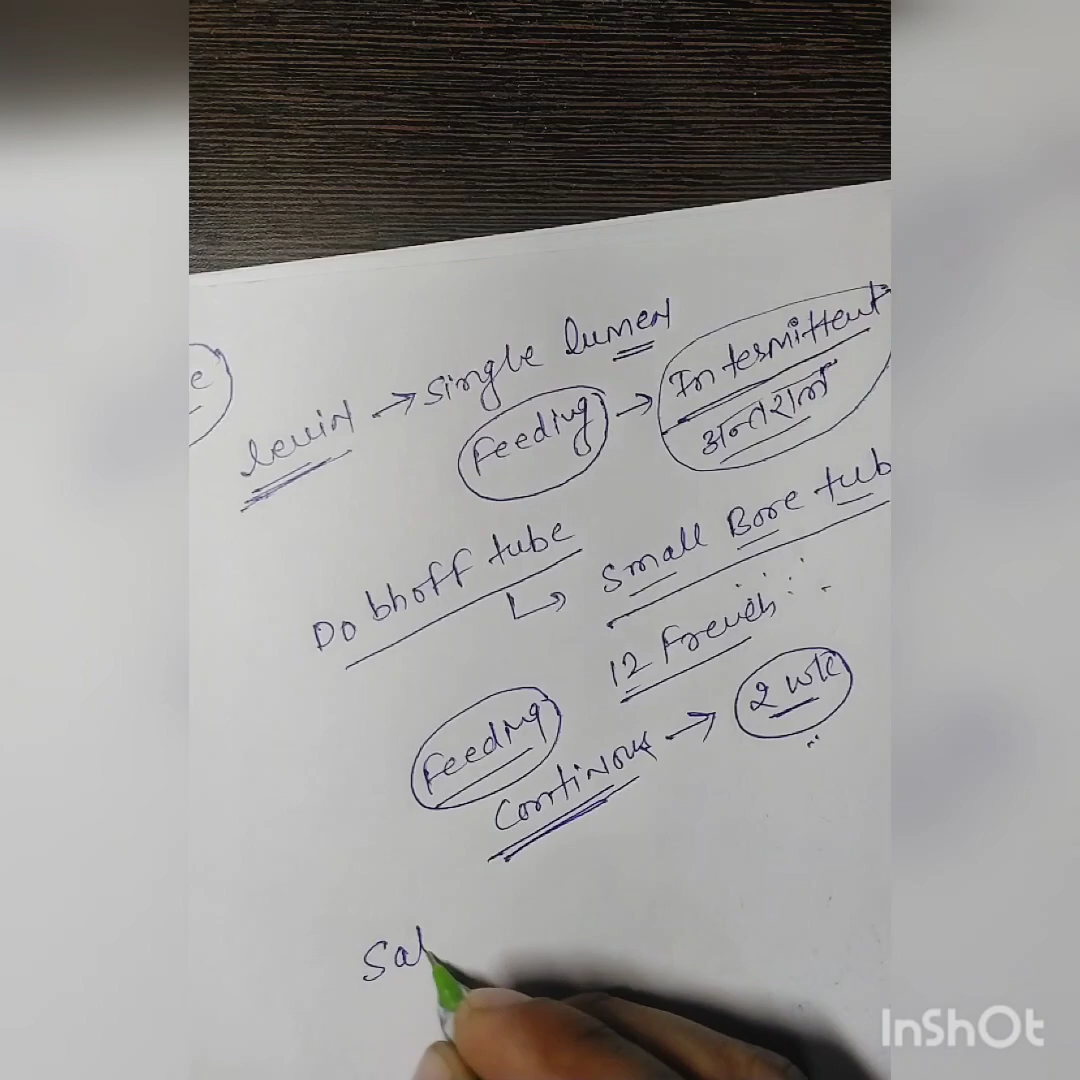 e
Levin → single lumen
Feeding → Intermittent
अन्तराल
Dobhoff tube
↳ small Bore tub
12 French
Feeding
continous → 2 wk
Sal
InShOt